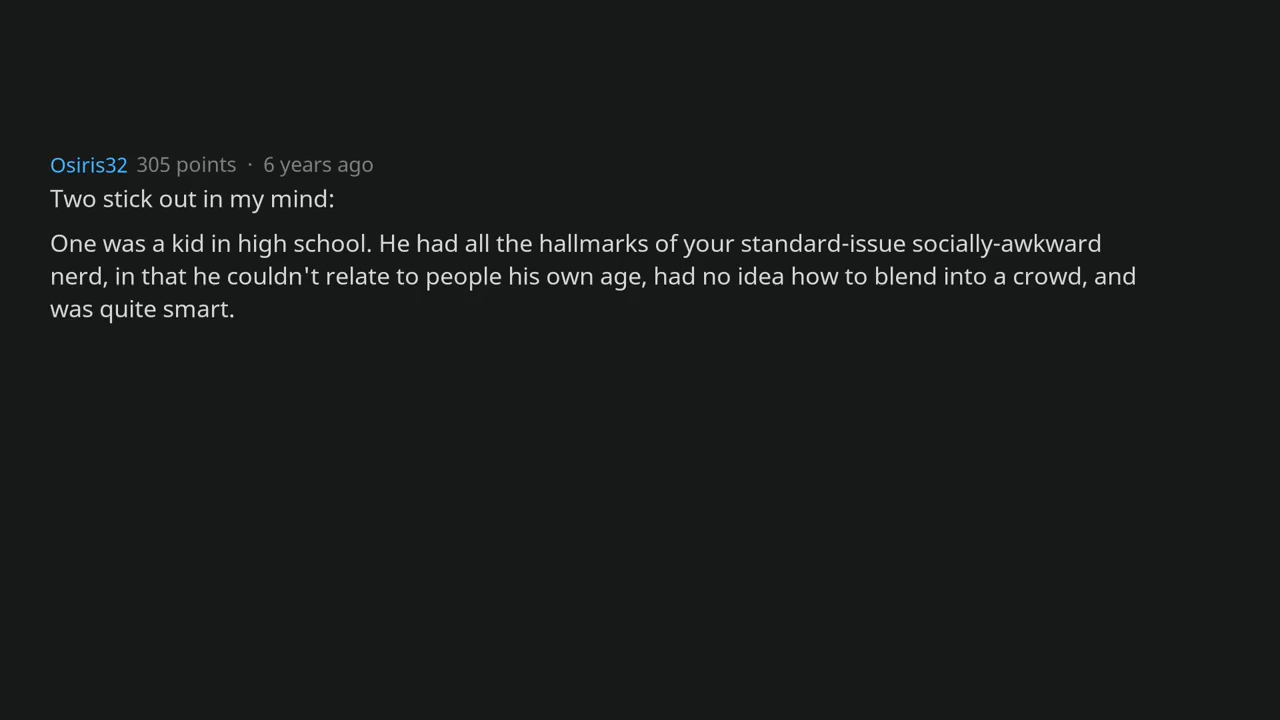 Osiris32 305 points · 6 years ago
Two stick out in my mind:
One was a kid in high school. He had all the hallmarks of your standard-issue socially-awkward
nerd, in that he couldn't relate to people his own age, had no idea how to blend into a crowd, and
was quite smart.